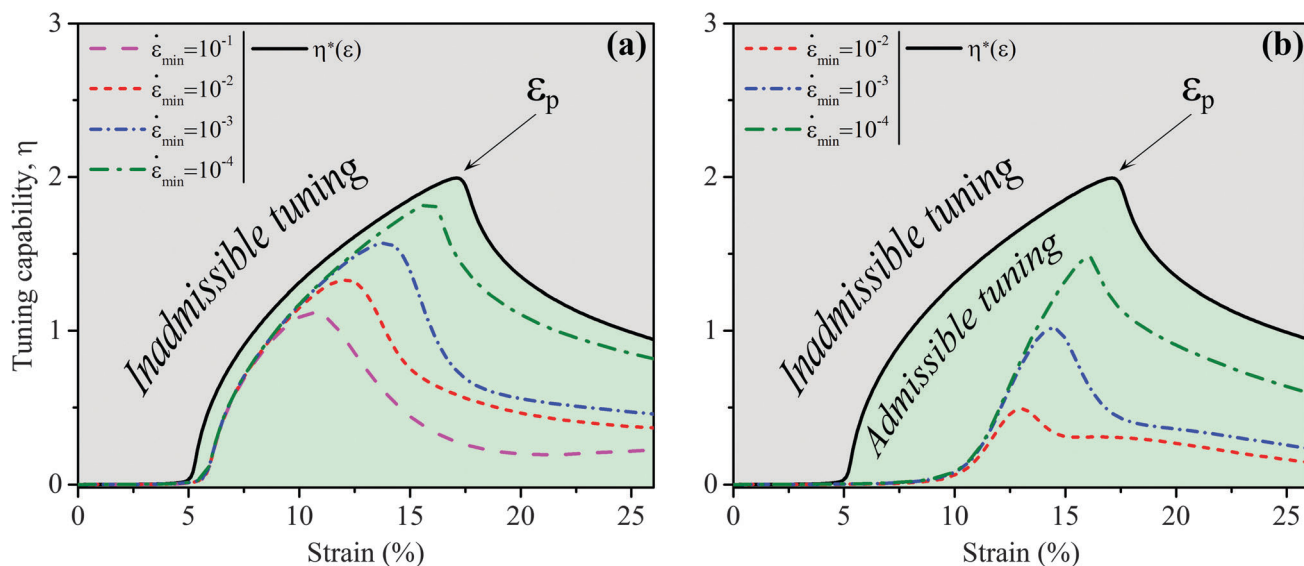 (a)
ε̇min=10-1
η*(ε)
ε̇min=10-2
ε̇min=10-3
ε̇min=10-4
εp
Inadmissible tuning
Tuning capability, η
3
2
1
0
0 5 10 15 20 25
Strain (%)
(b)
ε̇min=10-2
η*(ε)
ε̇min=10-3
ε̇min=10-4
εp
Inadmissible tuning
Admissible tuning
3
2
1
0
0 5 10 15 20 25
Strain (%)